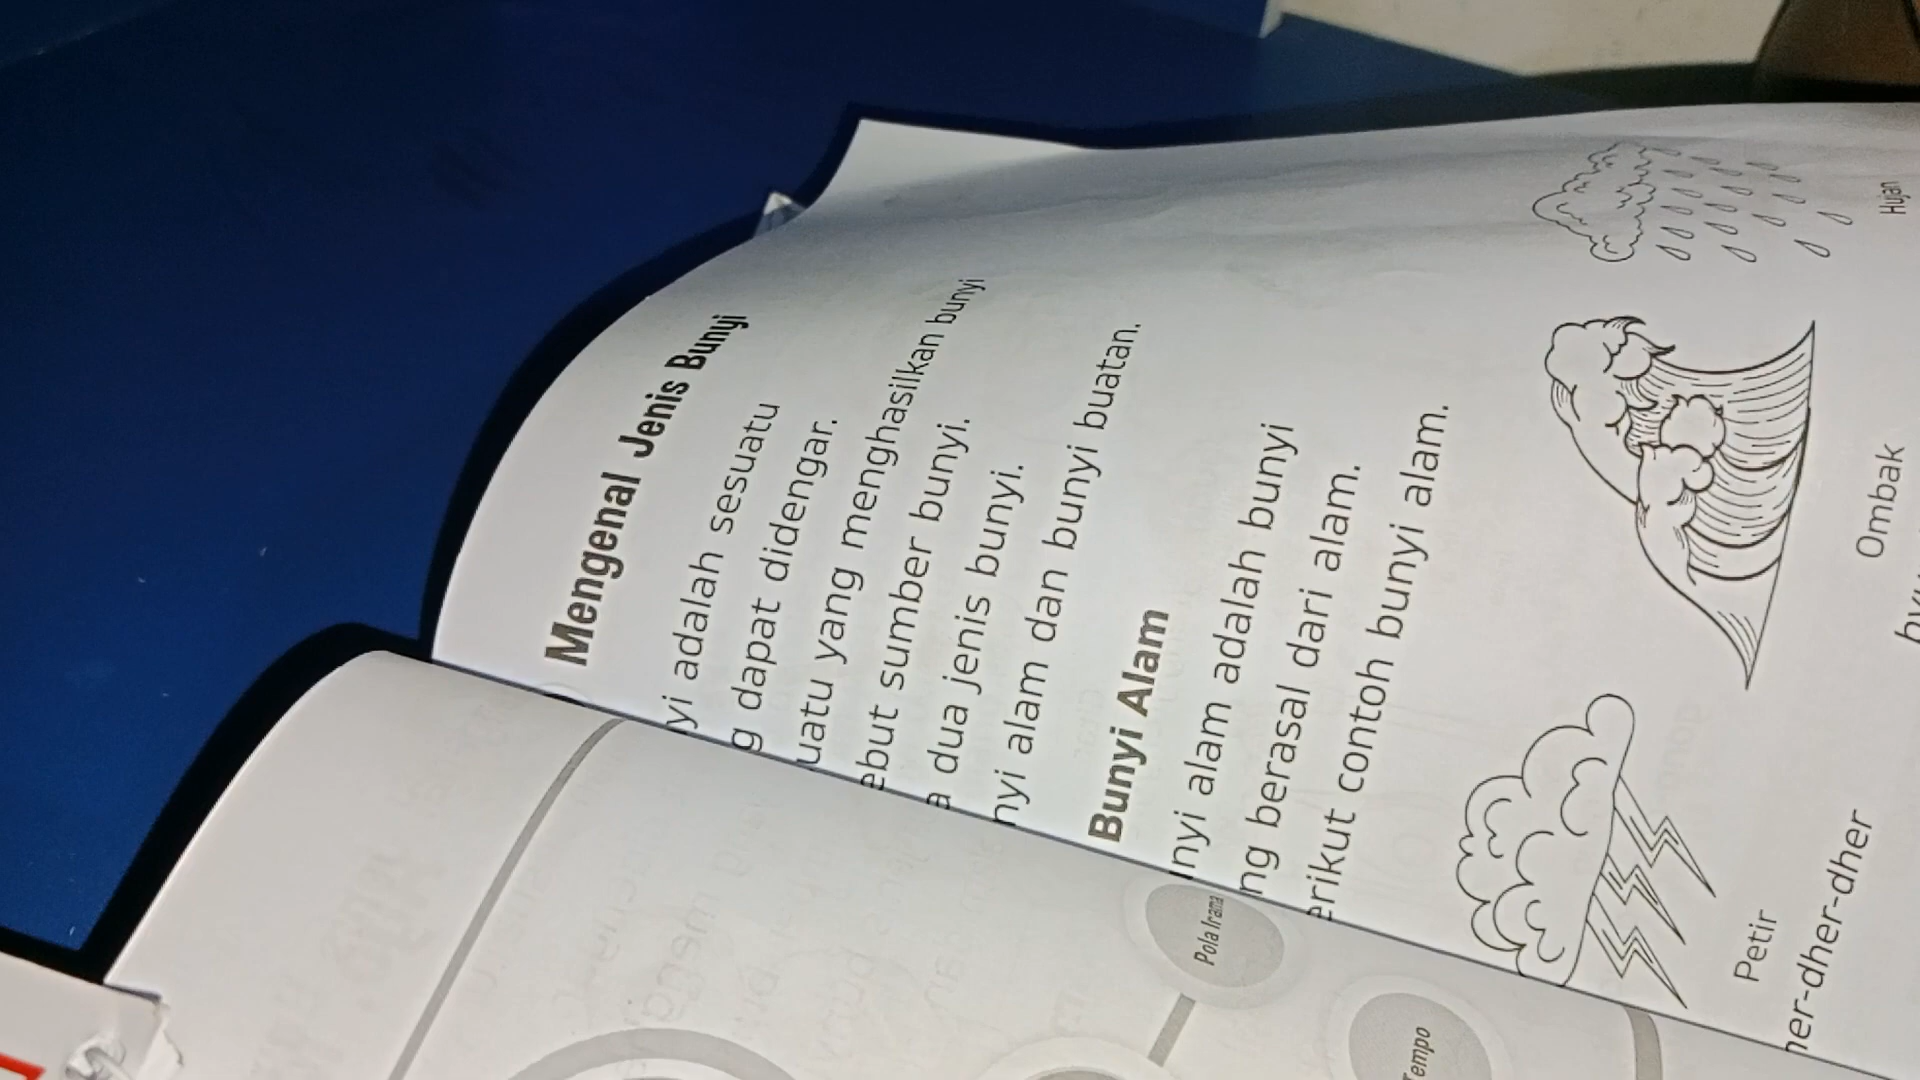 Mengenal Jenis Bunyi
yi adalah sesuatu
g dapat didengar.
uatu yang menghasilkan bunyi
ebut sumber bunyi.
a dua jenis bunyi.
nyi alam dan bunyi buatan.
Bunyi Alam
nyi alam adalah bunyi
ng berasal dari alam.
erikut contoh bunyi alam.
Petir
Ombak
Hujan
her-dher-dher
Pola Irama
Tempo